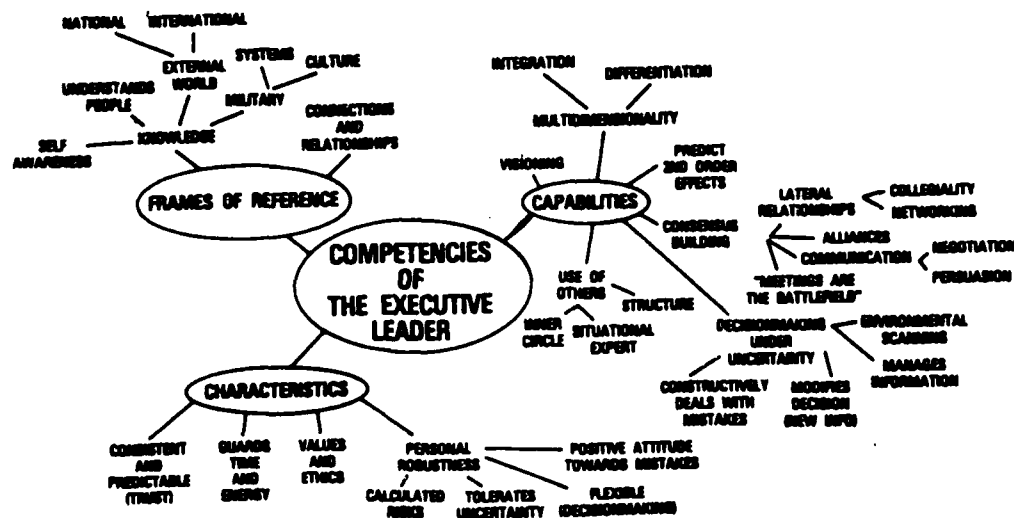 NATIONAL
INTERNATIONAL
SYSTEMS
CULTURE
EXTERNAL
WORLD
UNDERSTANDS
PEOPLE
MILITARY
KNOWLEDGE
SELF
AWARENESS
CONNECTIONS
AND
RELATIONSHIPS
FRAMES OF REFERENCE
COMPETENCIES
OF
THE EXECUTIVE
LEADER
INTEGRATION
DIFFERENTIATION
MULTIDIMENSIONALITY
VISIONING
PREDICT
2ND ORDER
EFFECTS
CAPABILITIES
CONSENSUS
BUILDING
LATERAL
RELATIONSHIPS
COLLEGIALITY
NETWORKING
ALLIANCES
COMMUNICATION
NEGOTIATION
PERSUASION
"MEETINGS ARE
THE BATTLEFIELD"
USE OF
OTHERS
STRUCTURE
INNER
CIRCLE
SITUATIONAL
EXPERT
DECISIONMAKING
UNDER
UNCERTAINTY
ENVIRONMENTAL
SCANNING
MANAGES
INFORMATION
CONSTRUCTIVELY
DEALS WITH
MISTAKES
MODIFIES
DECISION
(NEW INFO)
CHARACTERISTICS
CONSISTENT
AND
PREDICTABLE
(TRUST)
GUARDS
TIME
AND
ENERGY
VALUES
AND
ETHICS
PERSONAL
ROBUSTNESS
POSITIVE ATTITUDE
TOWARDS MISTAKES
CALCULATED
RISKS
TOLERATES
UNCERTAINTY
FLEXIBLE
(DECISIONMAKING)